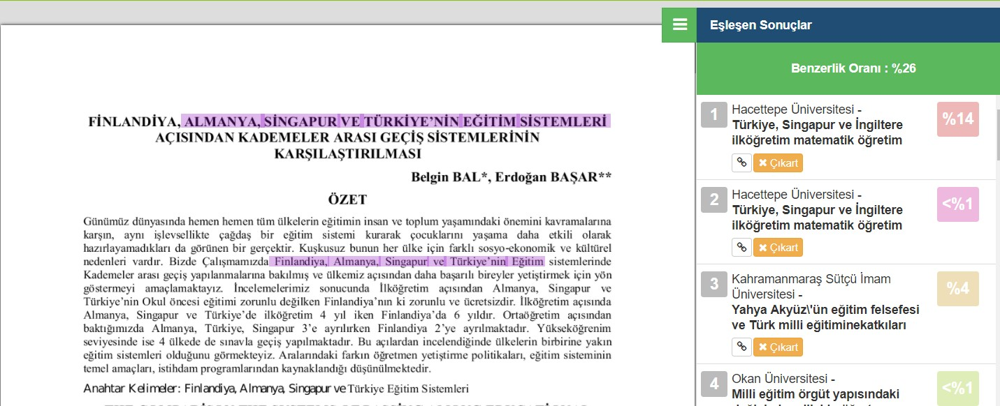 Eşleşen Sonuçlar
Benzerlik Oranı : %26
FİNLANDİYA, ALMANYA, SİNGAPUR VE TÜRKİYE’NİN EĞİTİM SİSTEMLERİ
AÇISINDAN KADEMELER ARASI GEÇİŞ SİSTEMLERİNİN
KARŞILAŞTIRILMASI
Belgin BAL*, Erdoğan BAŞAR**
ÖZET
Günümüz dünyasında hemen hemen tüm ülkelerin eğitimin insan ve toplum yaşamındaki önemini kavramalarına
karşın, aynı işlevsellikte çağdaş bir eğitim sistemi kurarak çocuklarını yaşama daha etkili olarak
hazırlayamadıkları da görünen bir gerçektir. Kuşkusuz bunun her ülke için farklı sosyo-ekonomik ve kültürel
nedenleri vardır. Bizde Çalışmamızda Finlandiya, Almanya, Singapur ve Türkiye’nin Eğitim sistemlerinde
Kademeler arası geçiş yapılanmalarına bakılmış ve ülkemiz açısından daha başarılı bireyler yetiştirmek için yön
göstermeyi amaçlamaktayız. İncelemelerimiz sonucunda İlköğretim açısından Almanya, Singapur ve
Türkiye’nin Okul öncesi eğitimi zorunlu değilken Finlandiya’nın ki zorunlu ve ücretsizdir. İlköğretim açısında
Almanya, Singapur ve Türkiye’de ilköğretim 4 yıl iken Finlandiya’da 6 yıldır. Ortaöğretim açısından
baktığımızda Almanya, Türkiye, Singapur 3’e ayrılırken Finlandiya 2’ye ayrılmaktadır. Yükseköğrenim
seviyesinde ise 4 ülkede de sınavla geçiş yapılmaktadır. Bu açılardan incelendiğinde ülkelerin birbirine yakın
eğitim sistemleri olduğunu görmekteyiz. Aralarındaki farkın öğretmen yetiştirme politikaları, eğitim sisteminin
temel amaçları, istihdam programlarından kaynaklandığı düşünülmektedir.
Anahtar Kelimeler: Finlandiya, Almanya, Singapur ve Türkiye Eğitim Sistemleri
1
Hacettepe Üniversitesi -
Türkiye, Singapur ve İngiltere
ilköğretim matematik öğretim
%14
Çıkart
2
Hacettepe Üniversitesi -
Türkiye, Singapur ve İngiltere
ilköğretim matematik öğretim
<%1
Çıkart
3
Kahramanmaraş Sütçü İmam
Üniversitesi -
Yahya Akyüz\'ün eğitim felsefesi
ve Türk milli eğitiminekatkıları
%4
Çıkart
4
Okan Üniversitesi -
Milli eğitim örgüt yapısındaki
<%1